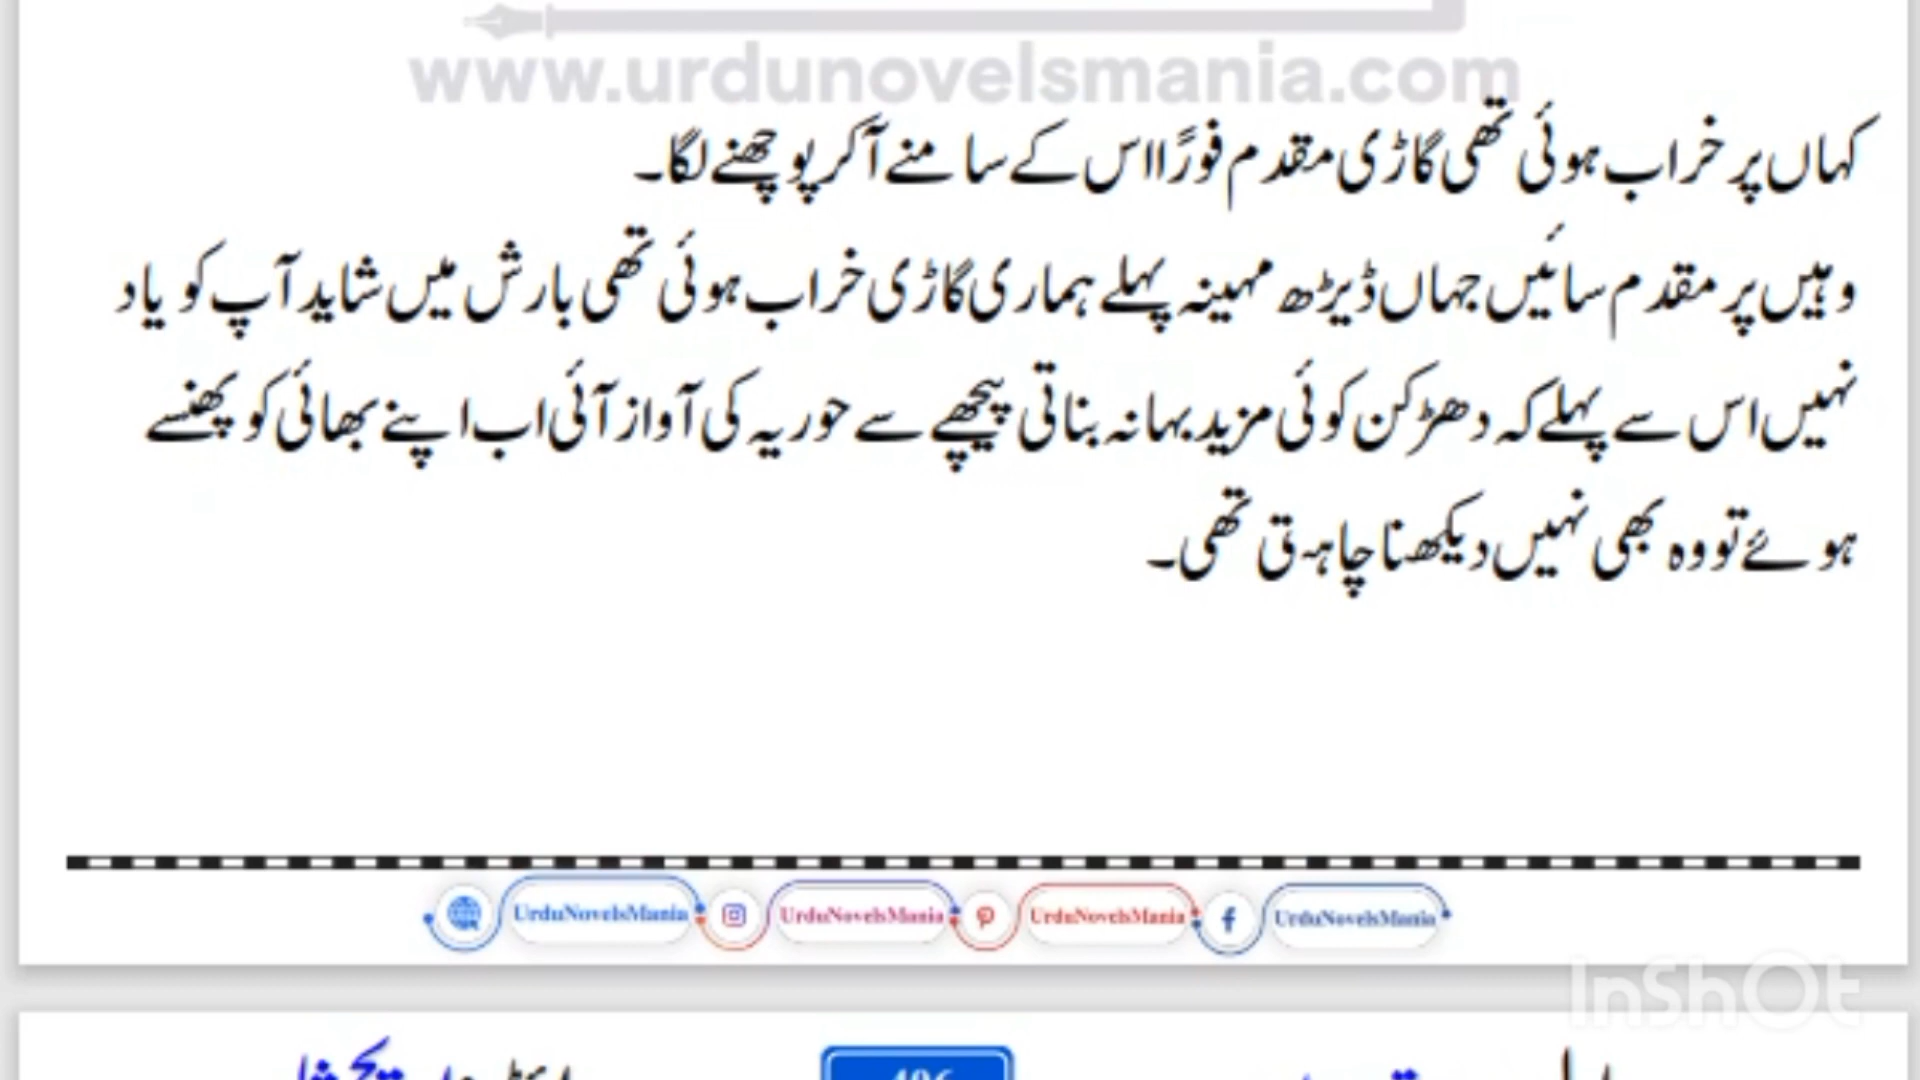 www.urdunovelsmania.com
کہاں پر خراب ہوئی تھی گاڑی مقدم فورًا اس کے سامنے آ کر پوچھنے لگا۔
وہیں پر مقدم سائیں جہاں ڈیڑھ مہینہ پہلے ہماری گاڑی خراب ہوئی تھی بارش میں شاید آپ کو یاد
نہیں اس سے پہلے کہ دھڑکن کوئی مزید بہانہ بناتی پیچھے سے حوریہ کی آواز آئی اب اپنے بھائی کو پھنسے
ہوئے تو وہ بھی نہیں دیکھنا چاہ تی تھی۔
UrduNovelsMania UrduNovelsMania UrduNovelsMania UrduNovelsMania
InShOt